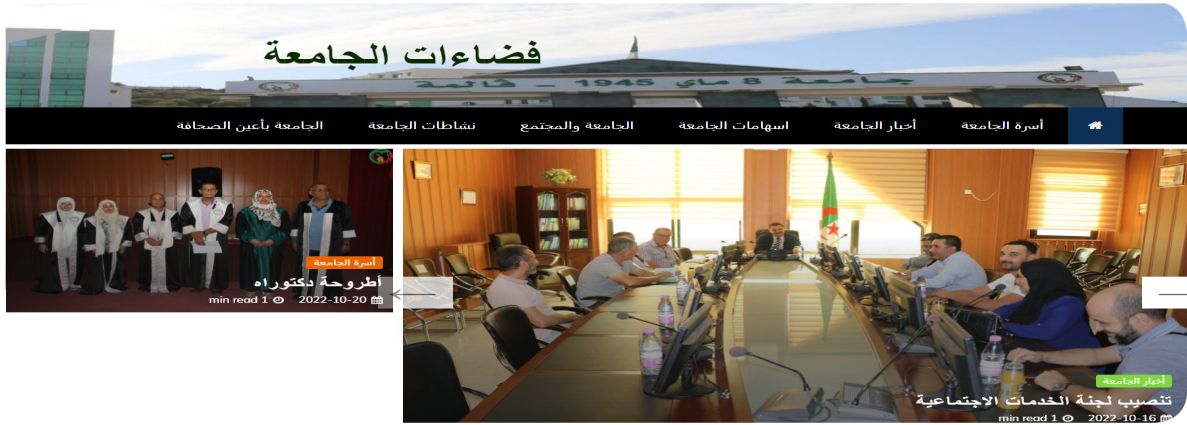 فضاءات الجامعة
جامعة 8 ماي 1945 _ قالمة
أسرة الجامعة
أخبار الجامعة
اسهامات الجامعة
الجامعة والمجتمع
نشاطات الجامعة
الجامعة بأعين الصحافة
أخبار الجامعة
تنصيب لجنة الخدمات الاجتماعية
2022-10-16 1 min read
أسرة الجامعة
أطروحة دكتوراه
2022-10-20 1 min read